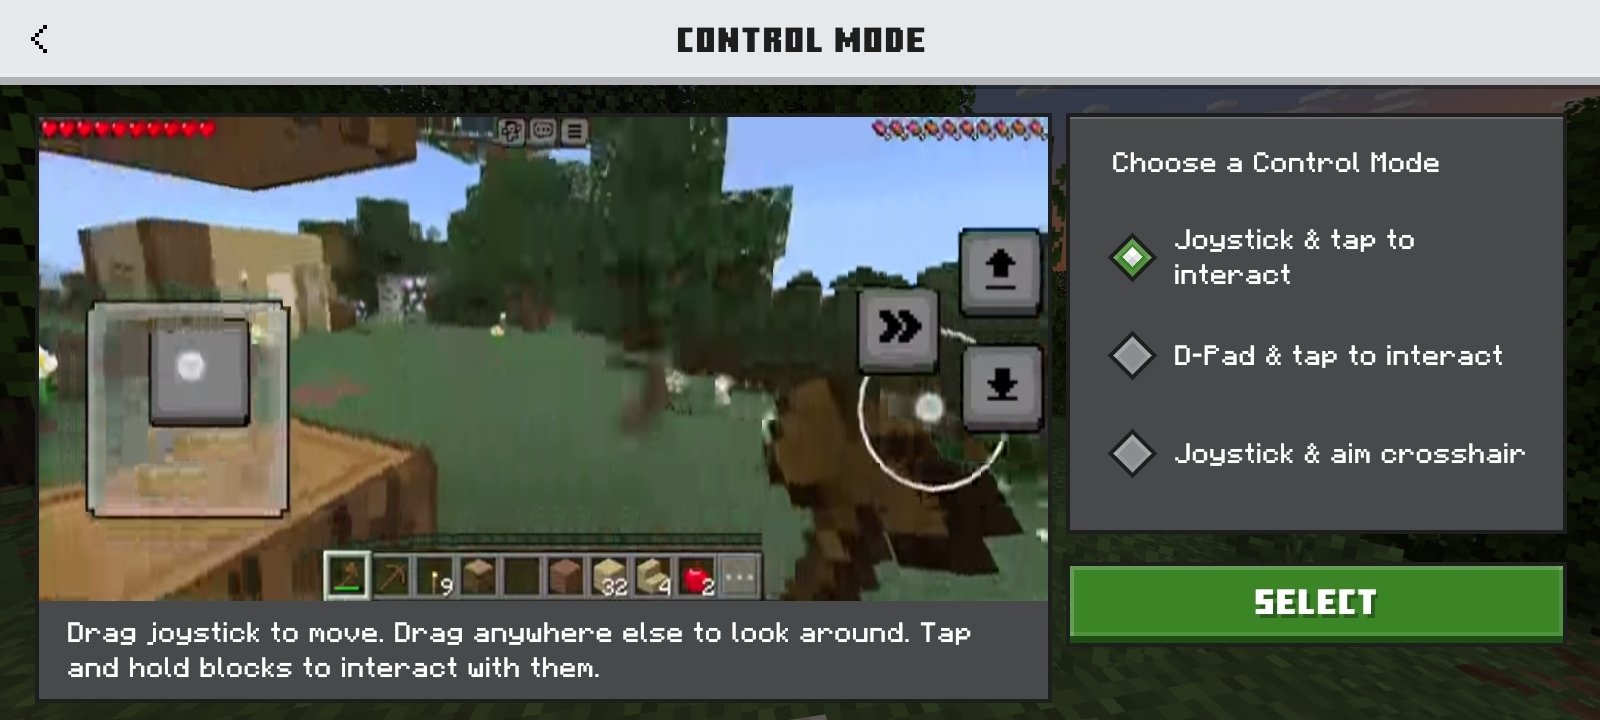 CONTROL MODE
9
32
4
2
Drag joystick to move. Drag anywhere else to look around. Tap
and hold blocks to interact with them.
Choose a Control Mode
Joystick & tap to
interact
D-Pad & tap to interact
Joystick & aim crosshair
SELECT